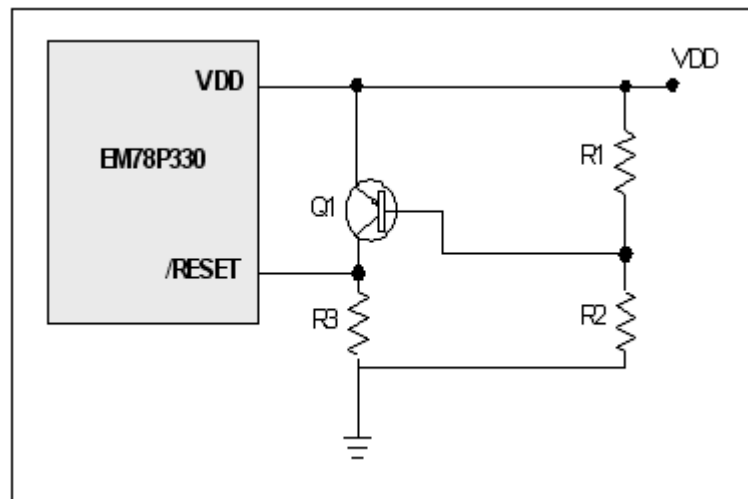 VDD
VDD
EM78P330
R1
Q1
/RESET
R3
R2